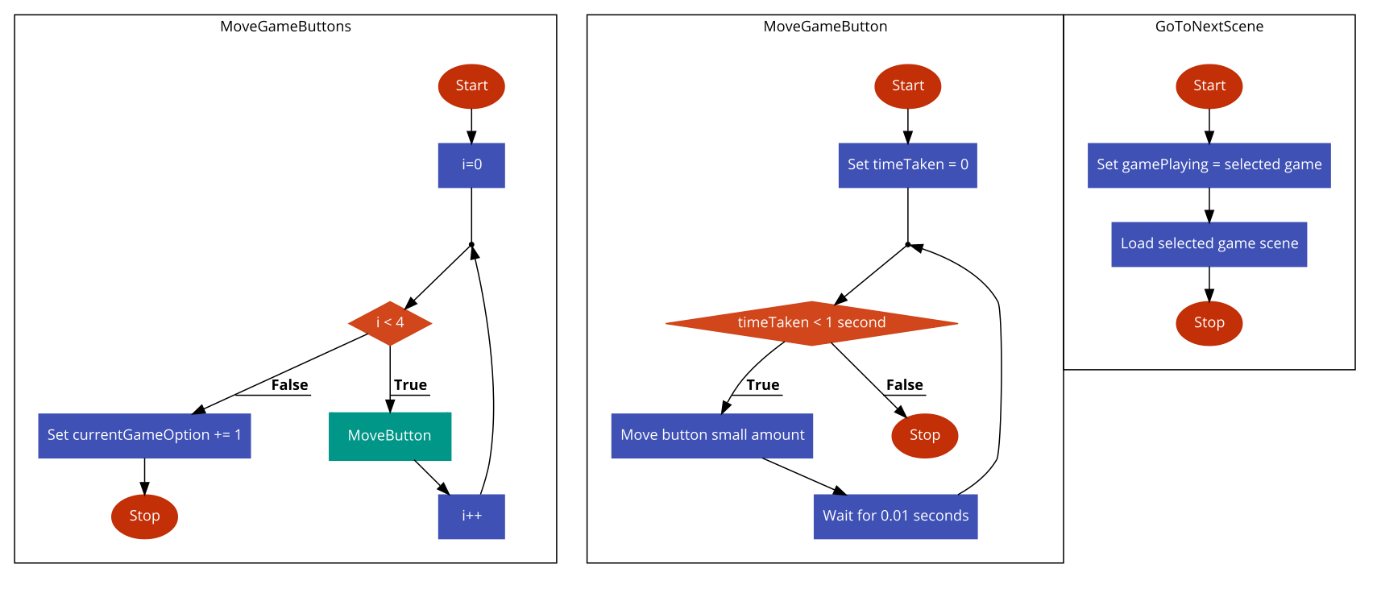 MoveGameButtons
Start
i=0
i < 4
False
True
Set currentGameOption += 1
MoveButton
Stop
i++
MoveGameButton
Start
Set timeTaken = 0
timeTaken < 1 second
True
False
Move button small amount
Stop
Wait for 0.01 seconds
GoToNextScene
Start
Set gamePlaying = selected game
Load selected game scene
Stop